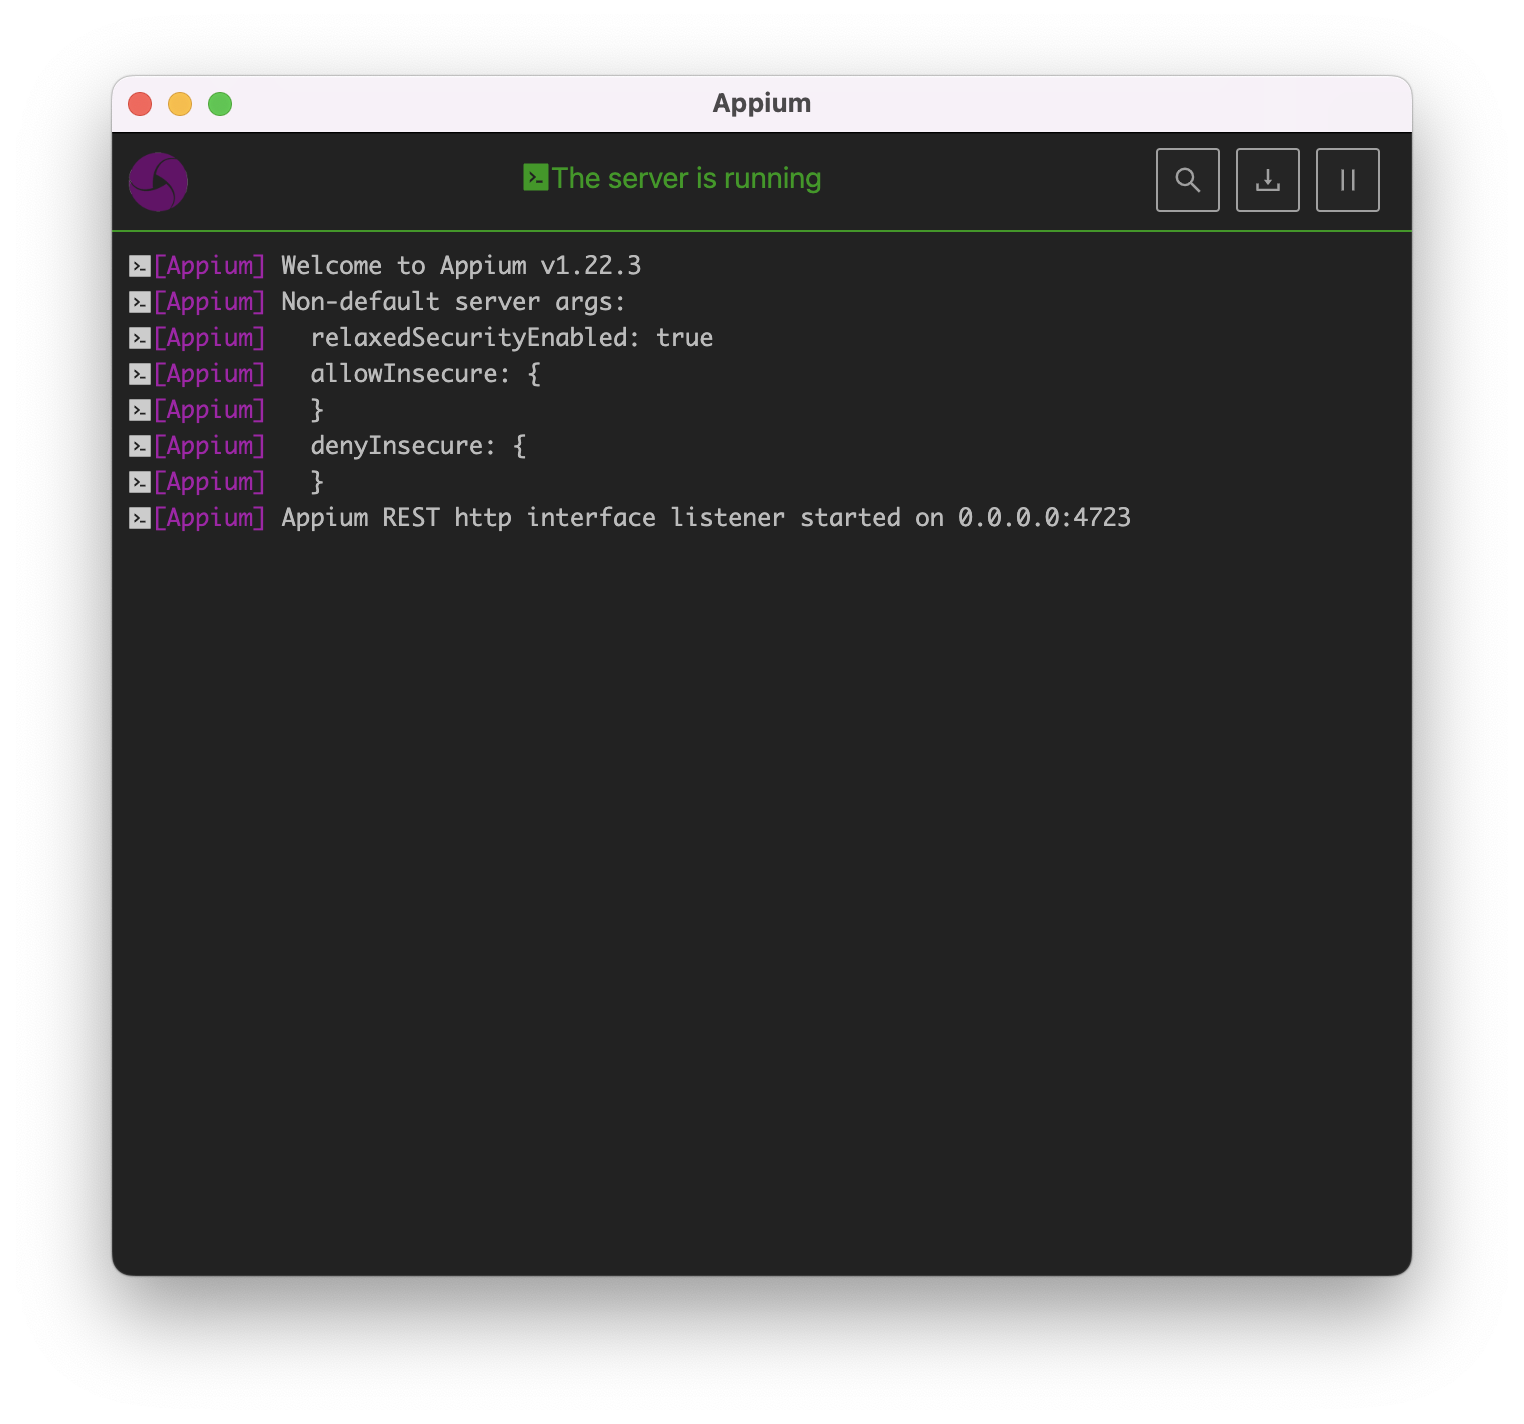 Appium
The server is running
[Appium] Welcome to Appium v1.22.3
[Appium] Non-default server args:
[Appium]   relaxedSecurityEnabled: true
[Appium]   allowInsecure: {
[Appium]   }
[Appium]   denyInsecure: {
[Appium]   }
[Appium] Appium REST http interface listener started on 0.0.0.0:4723